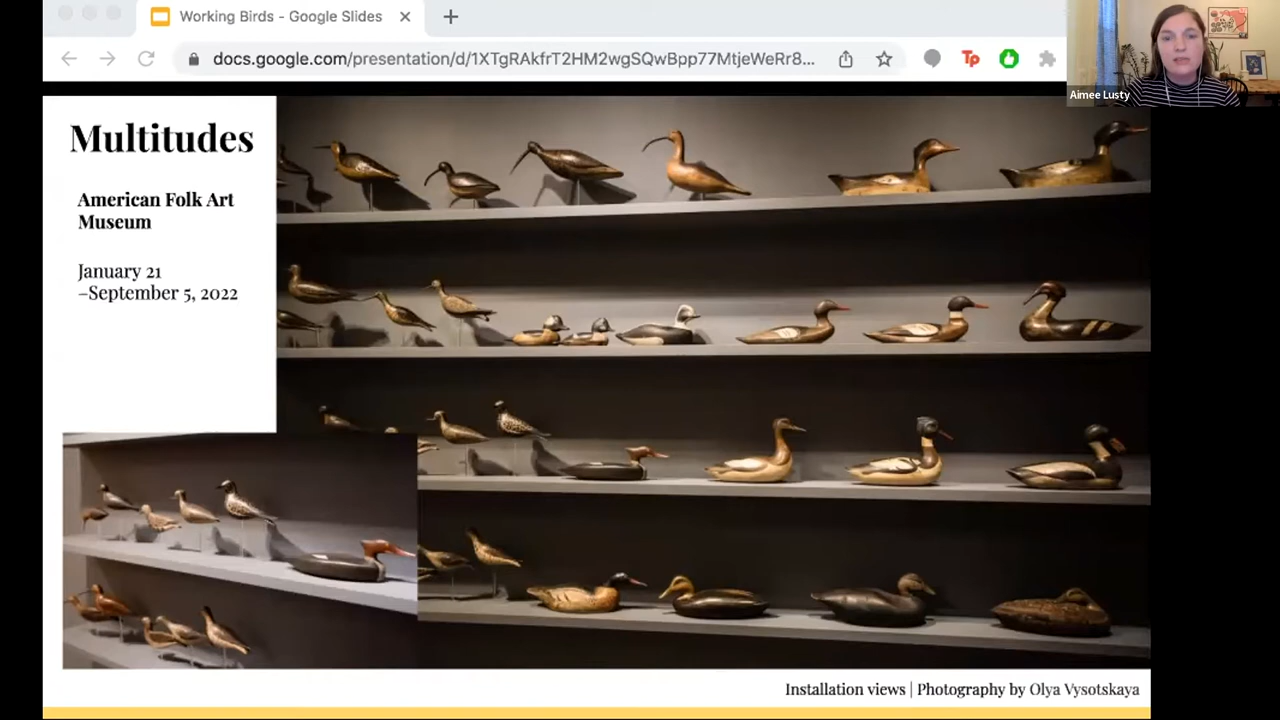 Working Birds - Google Slides
docs.google.com/presentation/d/1XTgRAkfrT2HM2wgSQwBpp77MtjeWeRr8...
Tp
Aimee Lusty
Multitudes
American Folk Art
Museum
January 21
–September 5, 2022
Installation views | Photography by Olya Vysotskaya